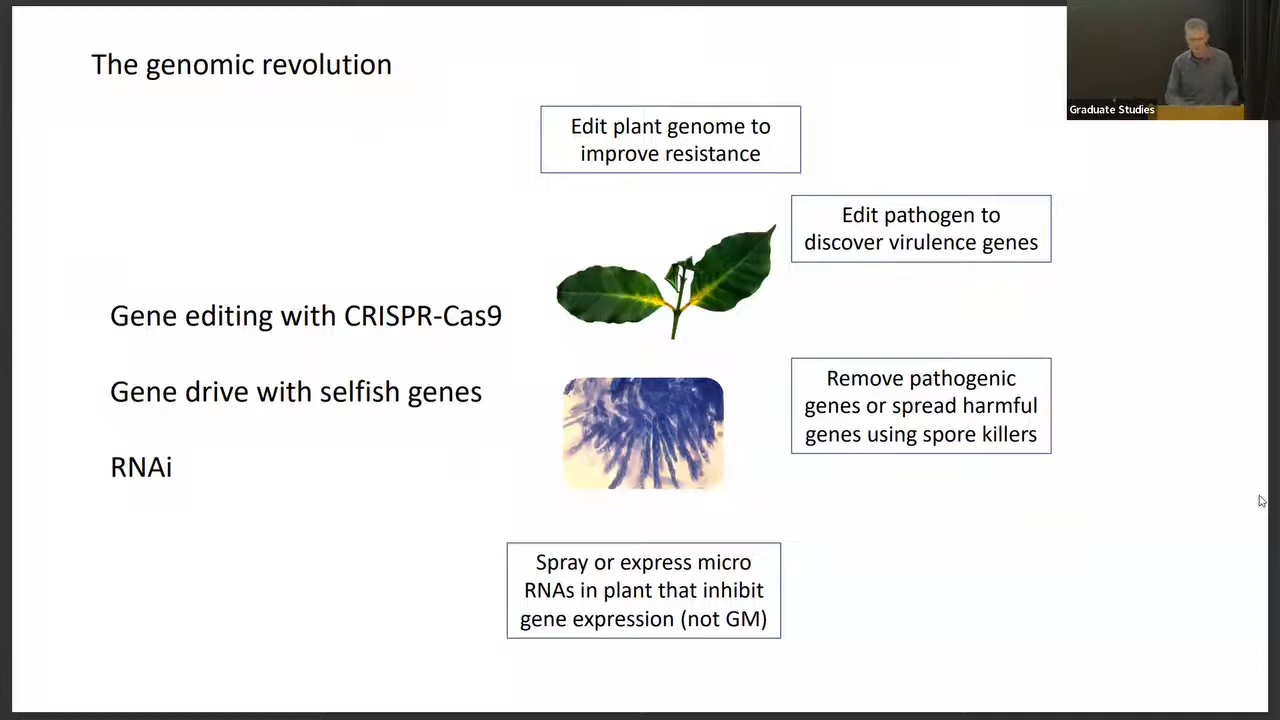 The genomic revolution
Graduate Studies
Edit plant genome to
improve resistance
Edit pathogen to
discover virulence genes
Gene editing with CRISPR-Cas9
Gene drive with selfish genes
RNAi
Remove pathogenic
genes or spread harmful
genes using spore killers
Spray or express micro
RNAs in plant that inhibit
gene expression (not GM)